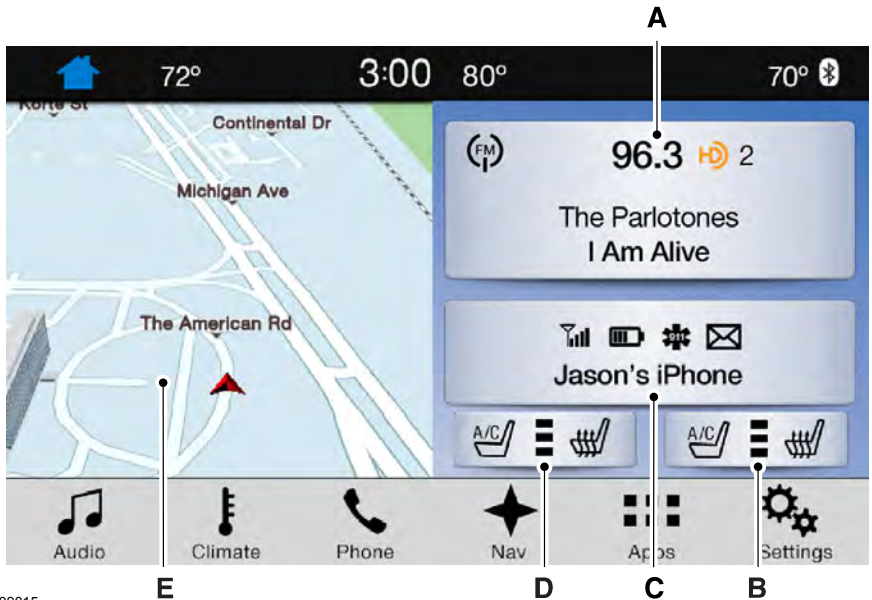 A
72° 3:00 80° 70°
Korte St
Continental Dr
Michigan Ave
The American Rd
FM 96.3 HD 2
The Parlotones
I Am Alive
911
Jason's iPhone
A/C A/C
Audio Climate Phone Nav Apps Settings
E D C B